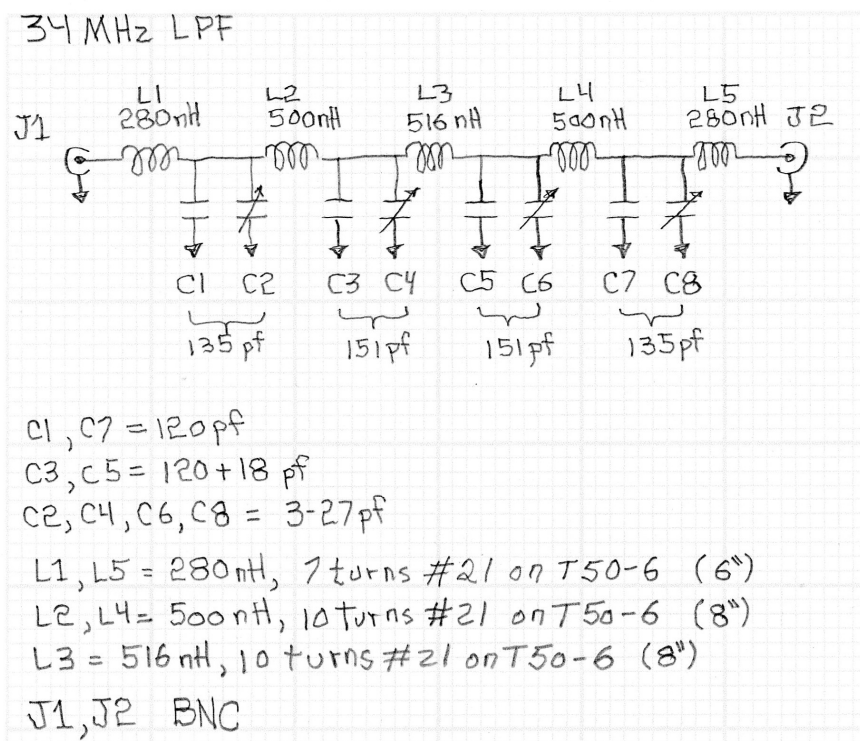 34 MHz LPF
L1 L2 L3 L4 L5
J1 280nH 500nH 516nH 500nH 280nH J2
C1 C2 C3 C4 C5 C6 C7 C8
135pf 151pf 151pf 135pf
C1, C7 = 120pf
C3, C5 = 120+18 pf
C2, C4, C6, C8 = 3-27pf
L1, L5 = 280nH, 7 turns #21 on T50-6 (6")
L2, L4 = 500nH, 10 turns #21 on T50-6 (8")
L3 = 516nH, 10 turns #21 on T50-6 (8")
J1, J2 BNC